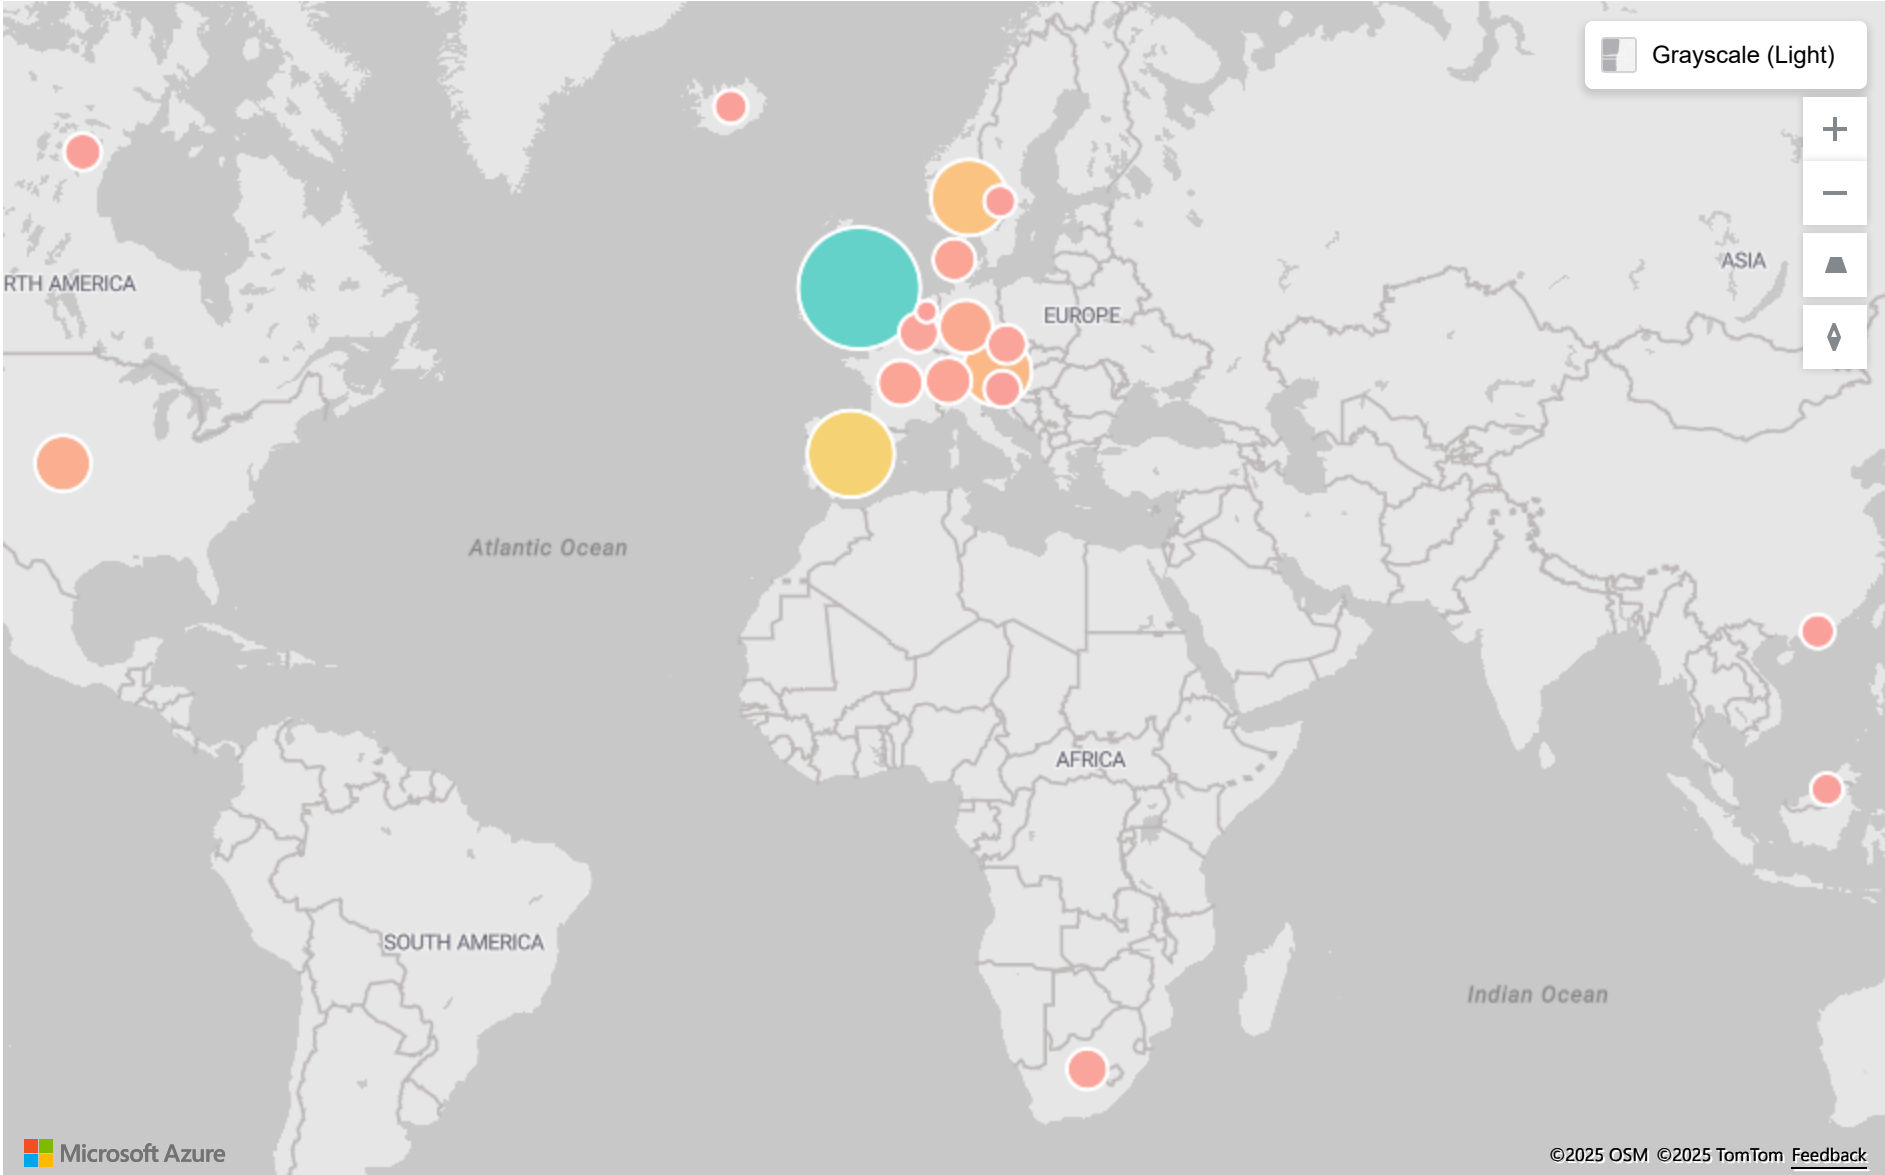 Grayscale (Light)
RTH AMERICA
ASIA
EUROPE
Atlantic Ocean
AFRICA
SOUTH AMERICA
Indian Ocean
Microsoft Azure
©2025 OSM ©2025 TomTom Feedback